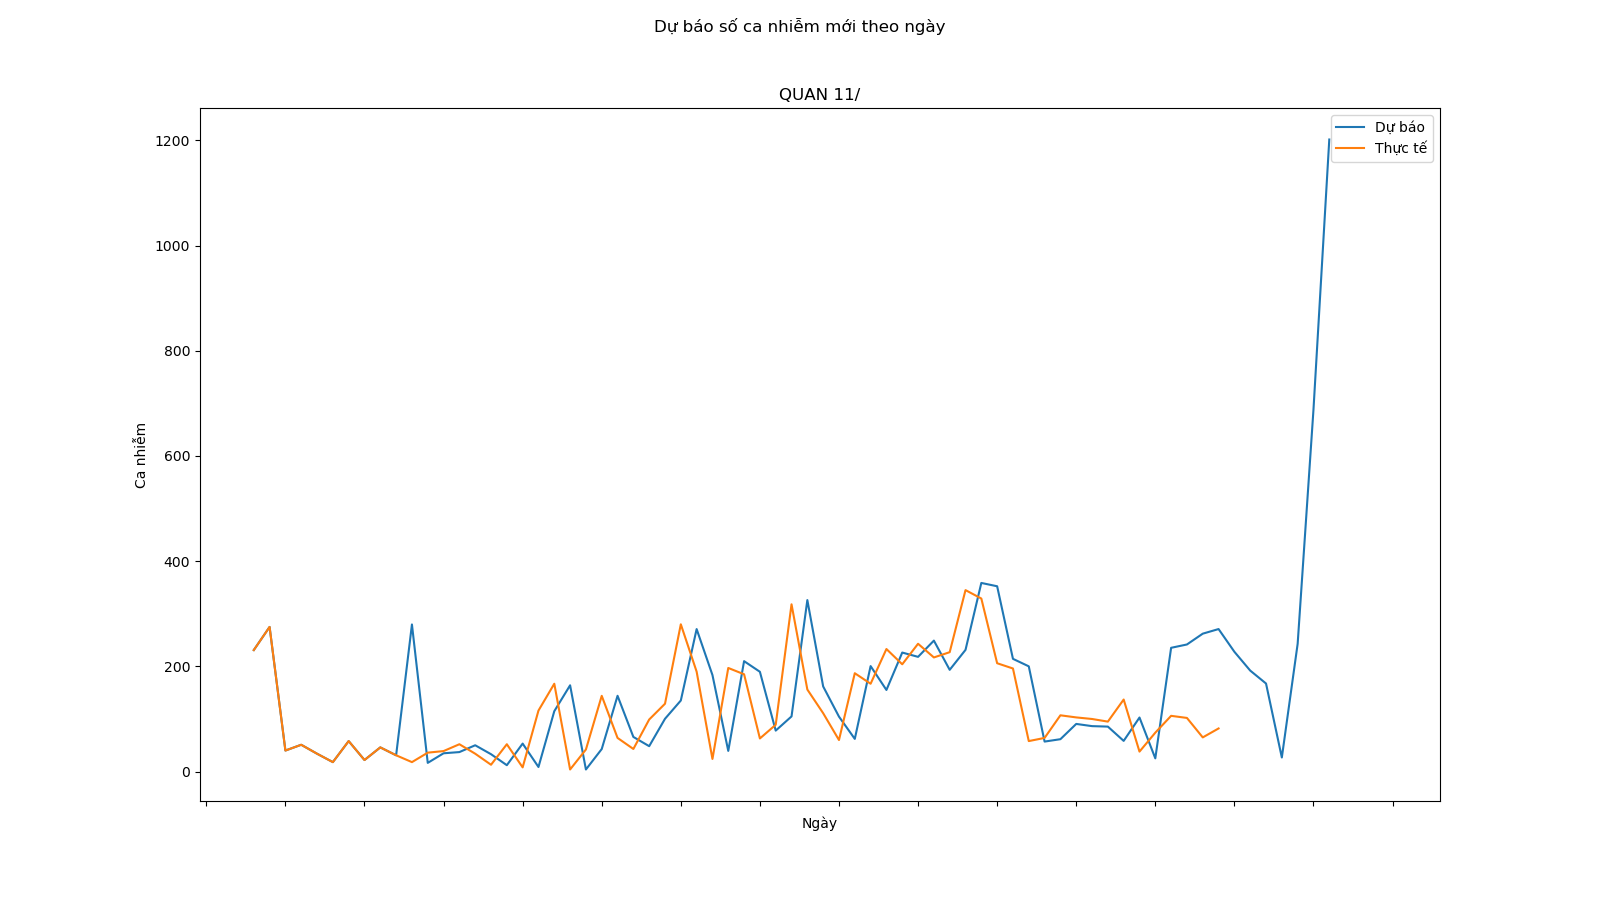 Dự báo số ca nhiễm mới theo ngày
QUAN 11/
Dự báo
Thực tế
1200
1000
800
600
400
200
0
Ca nhiễm
Ngày